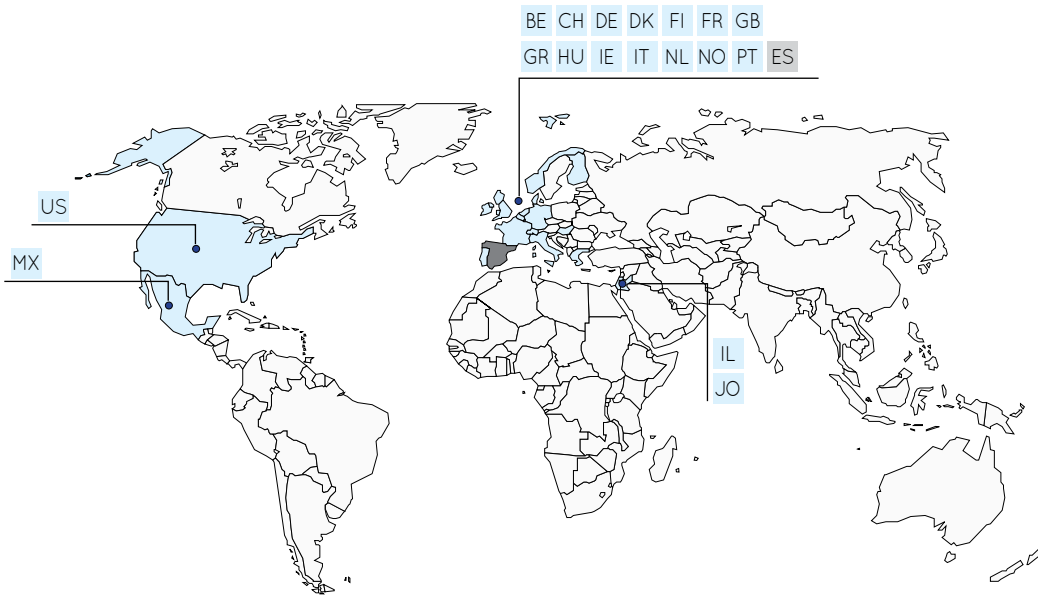 BE CH DE DK FI FR GB
GR HU IE IT NL NO PT ES
US
MX
IL
JO